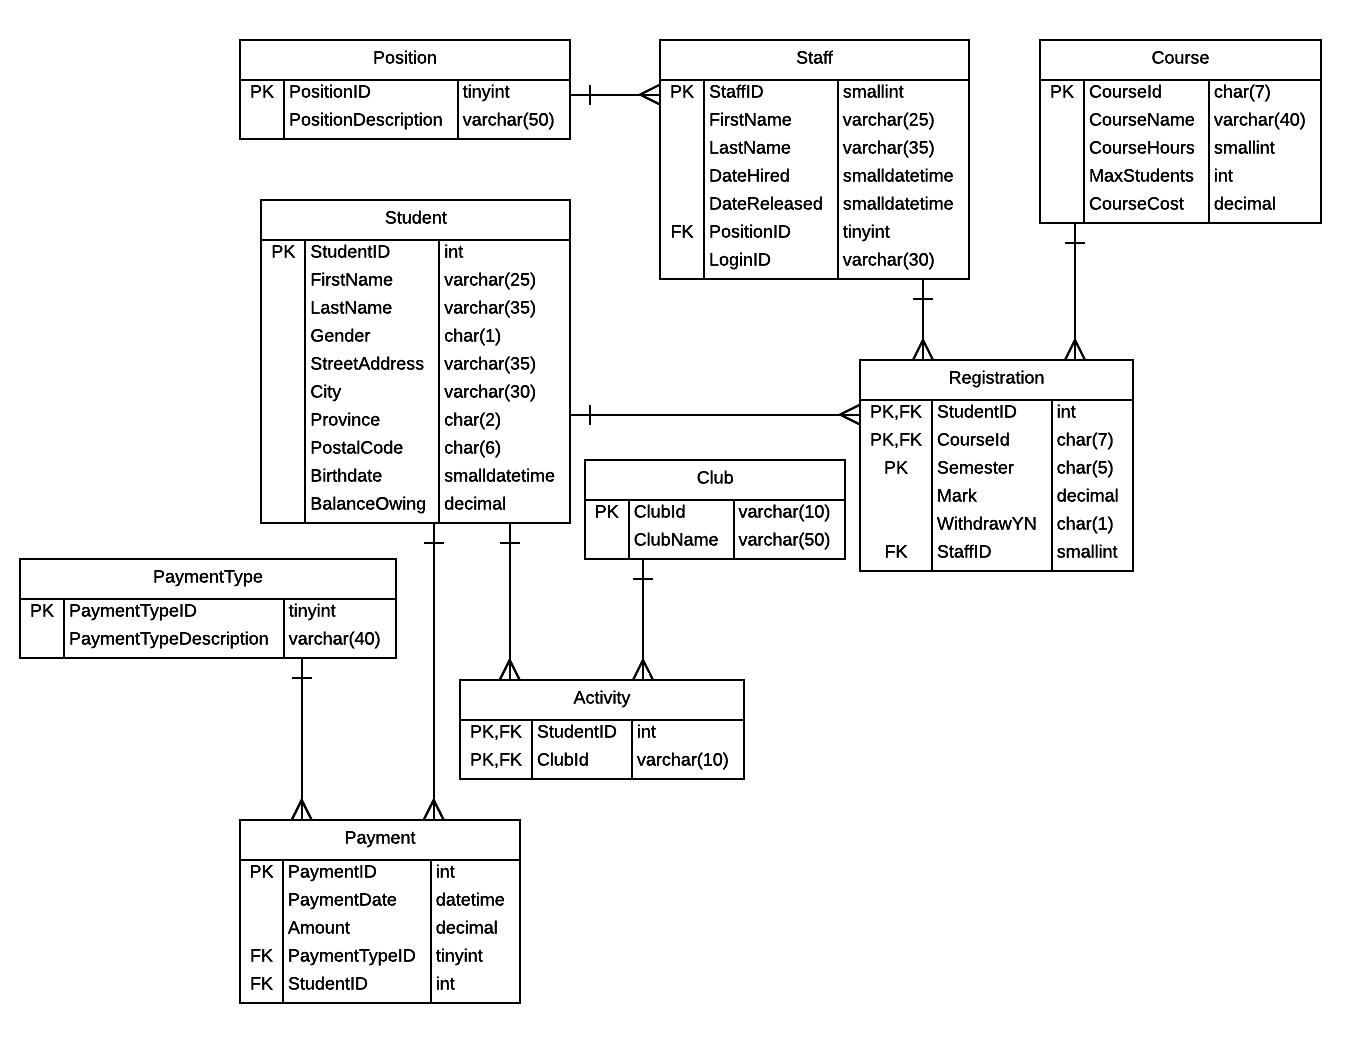 Position
PK PositionID tinyint
PositionDescription varchar(50)
Staff
PK StaffID smallint
FirstName varchar(25)
LastName varchar(35)
DateHired smalldatetime
DateReleased smalldatetime
FK PositionID tinyint
LoginID varchar(30)
Course
PK CourseId char(7)
CourseName varchar(40)
CourseHours smallint
MaxStudents int
CourseCost decimal
Student
PK StudentID int
FirstName varchar(25)
LastName varchar(35)
Gender char(1)
StreetAddress varchar(35)
City varchar(30)
Province char(2)
PostalCode char(6)
Birthdate smalldatetime
BalanceOwing decimal
Registration
PK,FK StudentID int
PK,FK CourseId char(7)
PK Semester char(5)
Mark decimal
WithdrawYN char(1)
FK StaffID smallint
Club
PK ClubId varchar(10)
ClubName varchar(50)
PaymentType
PK PaymentTypeID tinyint
PaymentTypeDescription varchar(40)
Activity
PK,FK StudentID int
PK,FK ClubId varchar(10)
Payment
PK PaymentID int
PaymentDate datetime
Amount decimal
FK PaymentTypeID tinyint
FK StudentID int